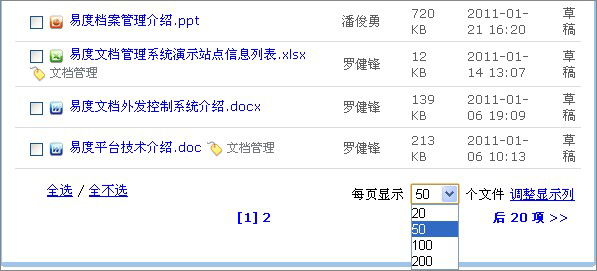 易度档案管理介绍.ppt 潘俊勇 720 KB 2011-01-21 16:20 草稿
易度文档管理系统演示站点信息列表.xlsx 罗健锋 12 KB 2011-01-14 13:07 草稿
文档管理
易度文档外发控制系统介绍.docx 罗健锋 139 KB 2011-01-06 19:09 草稿
易度平台技术介绍.doc 文档管理 罗健锋 213 KB 2011-01-06 10:13 草稿
全选 / 全不选 每页显示 50 个文件 调整显示列
[1] 2 后 20 项 >>
20
50
100
200